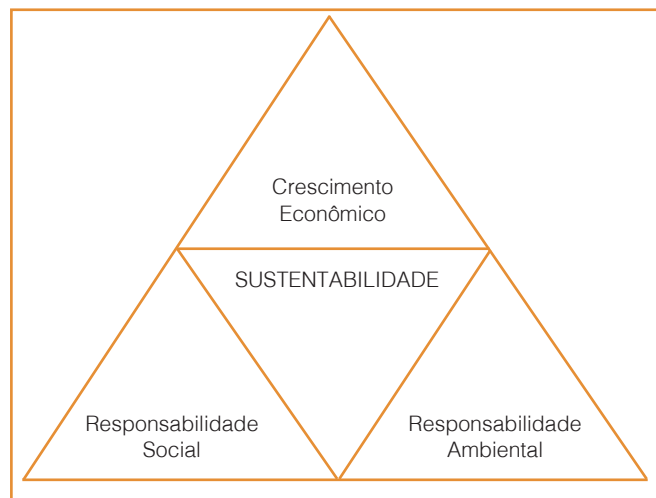 Crescimento
Econômico
SUSTENTABILIDADE
Responsabilidade
Social
Responsabilidade
Ambiental